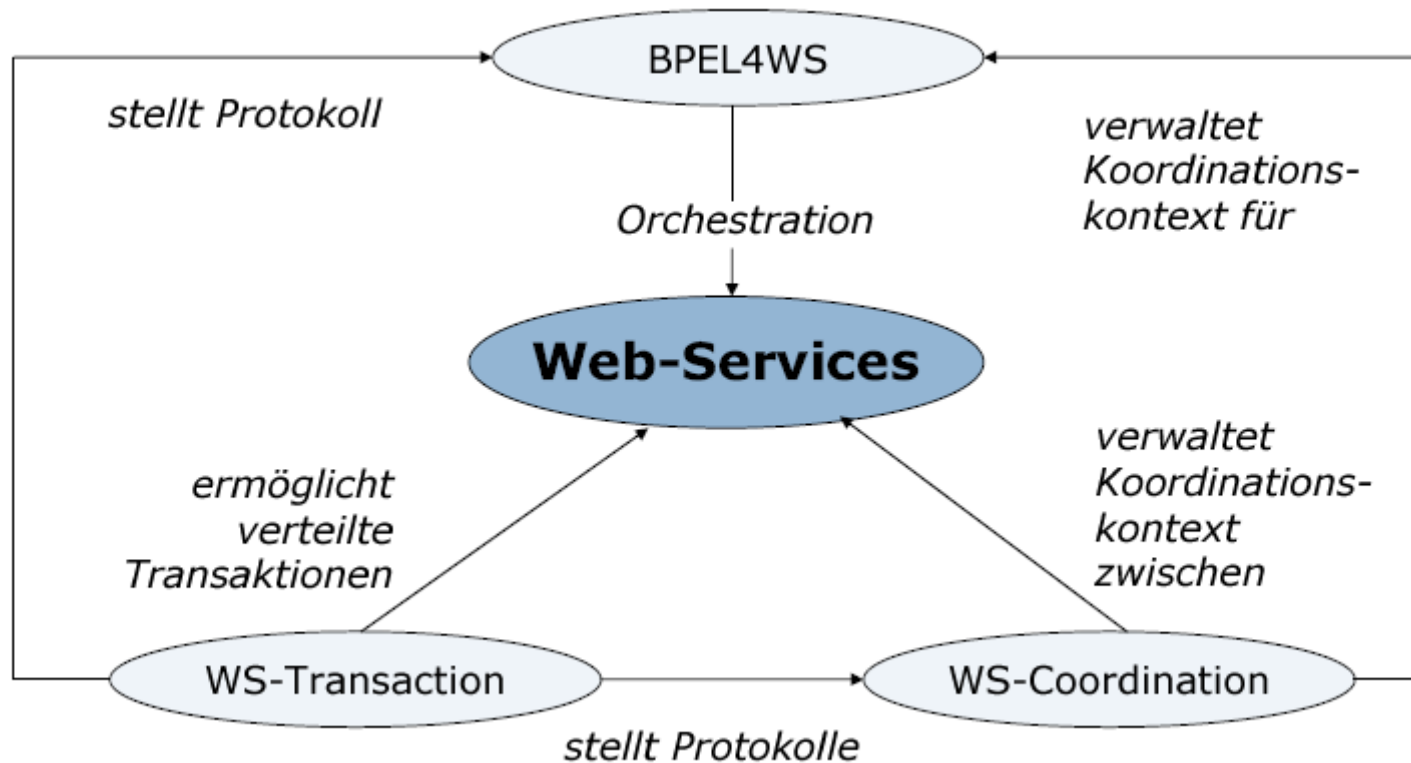 BPEL4WS
stellt Protokoll
verwaltet
Koordinations-
kontext für
Orchestration
Web-Services
ermöglicht
verteilte
Transaktionen
verwaltet
Koordinations-
kontext
zwischen
WS-Transaction
WS-Coordination
stellt Protokolle